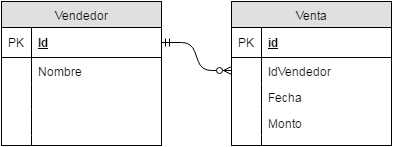 Vendedor
PK Id
Nombre
Venta
PK id
IdVendedor
Fecha
Monto